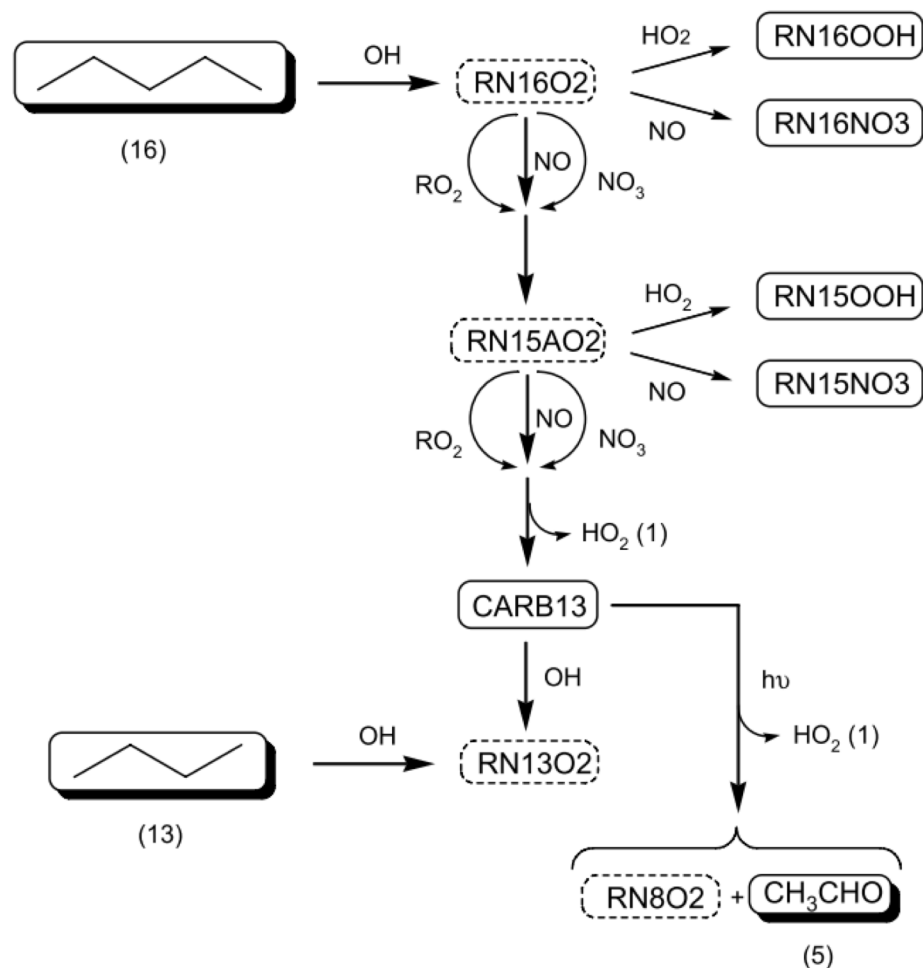 OH
RN16O2
HO2
RN16OOH
(16)
NO
RN16NO3
RO₂
NO
NO₃
RN15AO2
HO₂
RN15OOH
NO
RN15NO3
RO₂
NO
NO₃
HO₂ (1)
CARB13
OH
hυ
OH
RN13O2
HO₂ (1)
(13)
RN8O2 + CH₃CHO
(5)